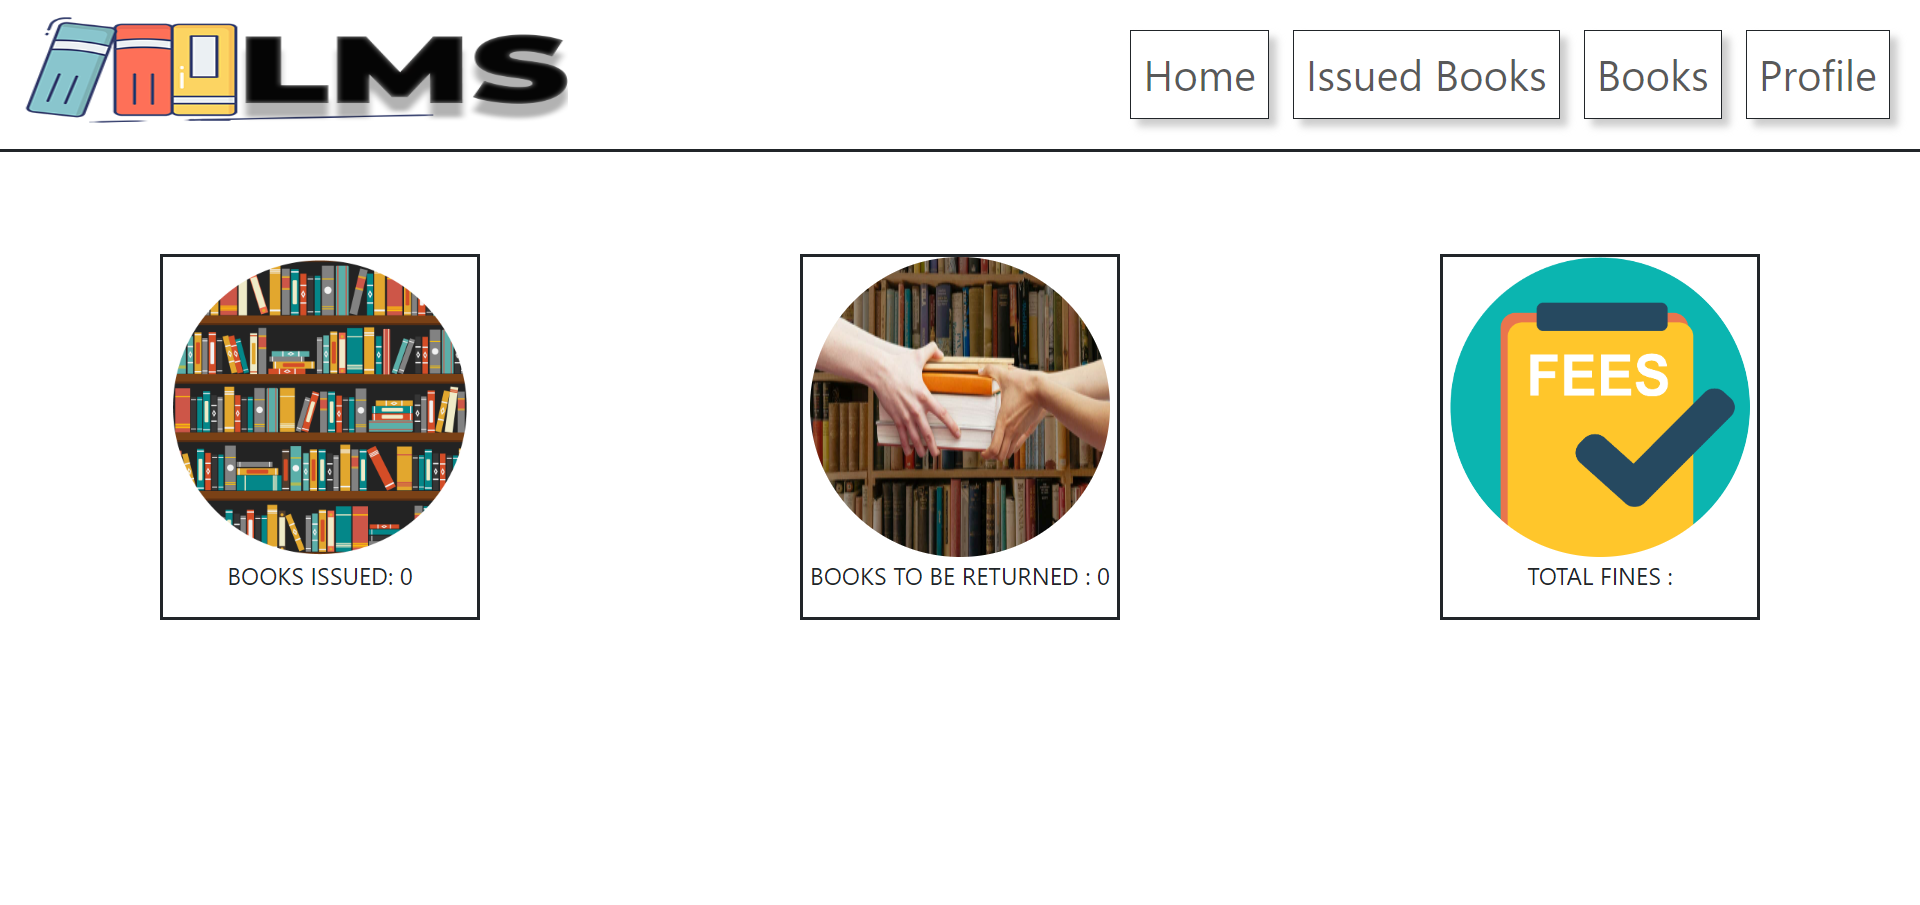 LMS
Home
Issued Books
Books
Profile
FEES
BOOKS ISSUED: 0
BOOKS TO BE RETURNED : 0
TOTAL FINES :